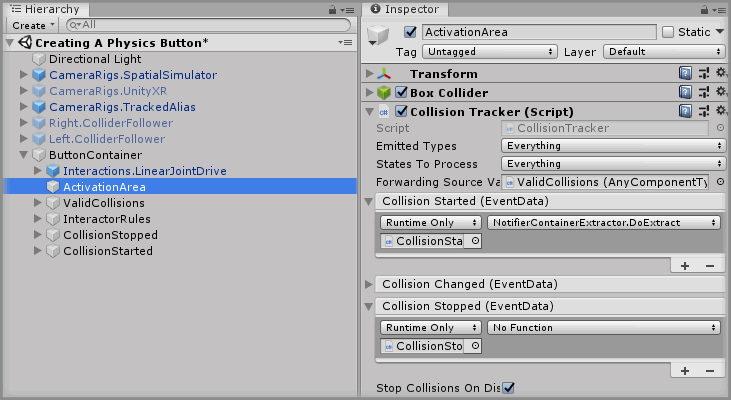 Hierarchy
Create
All
Creating A Physics Button*
Directional Light
CameraRigs.SpatialSimulator
CameraRigs.UnityXR
CameraRigs.TrackedAlias
Right.ColliderFollower
Left.ColliderFollower
ButtonContainer
Interactions.LinearJointDrive
ActivationArea
ValidCollisions
InteractorRules
CollisionStopped
CollisionStarted
Inspector
ActivationArea Static
Tag Untagged Layer Default
Transform
Box Collider
Collision Tracker (Script)
Script CollisionTracker
Emitted Types Everything
States To Process Everything
Forwarding Source Va ValidCollisions (AnyComponentTy
Collision Started (EventData)
Runtime Only NotifierContainerExtractor.DoExtract
CollisionSta
+ −
Collision Changed (EventData)
Collision Stopped (EventData)
Runtime Only No Function
CollisionSto
+ −
Stop Collisions On Dis